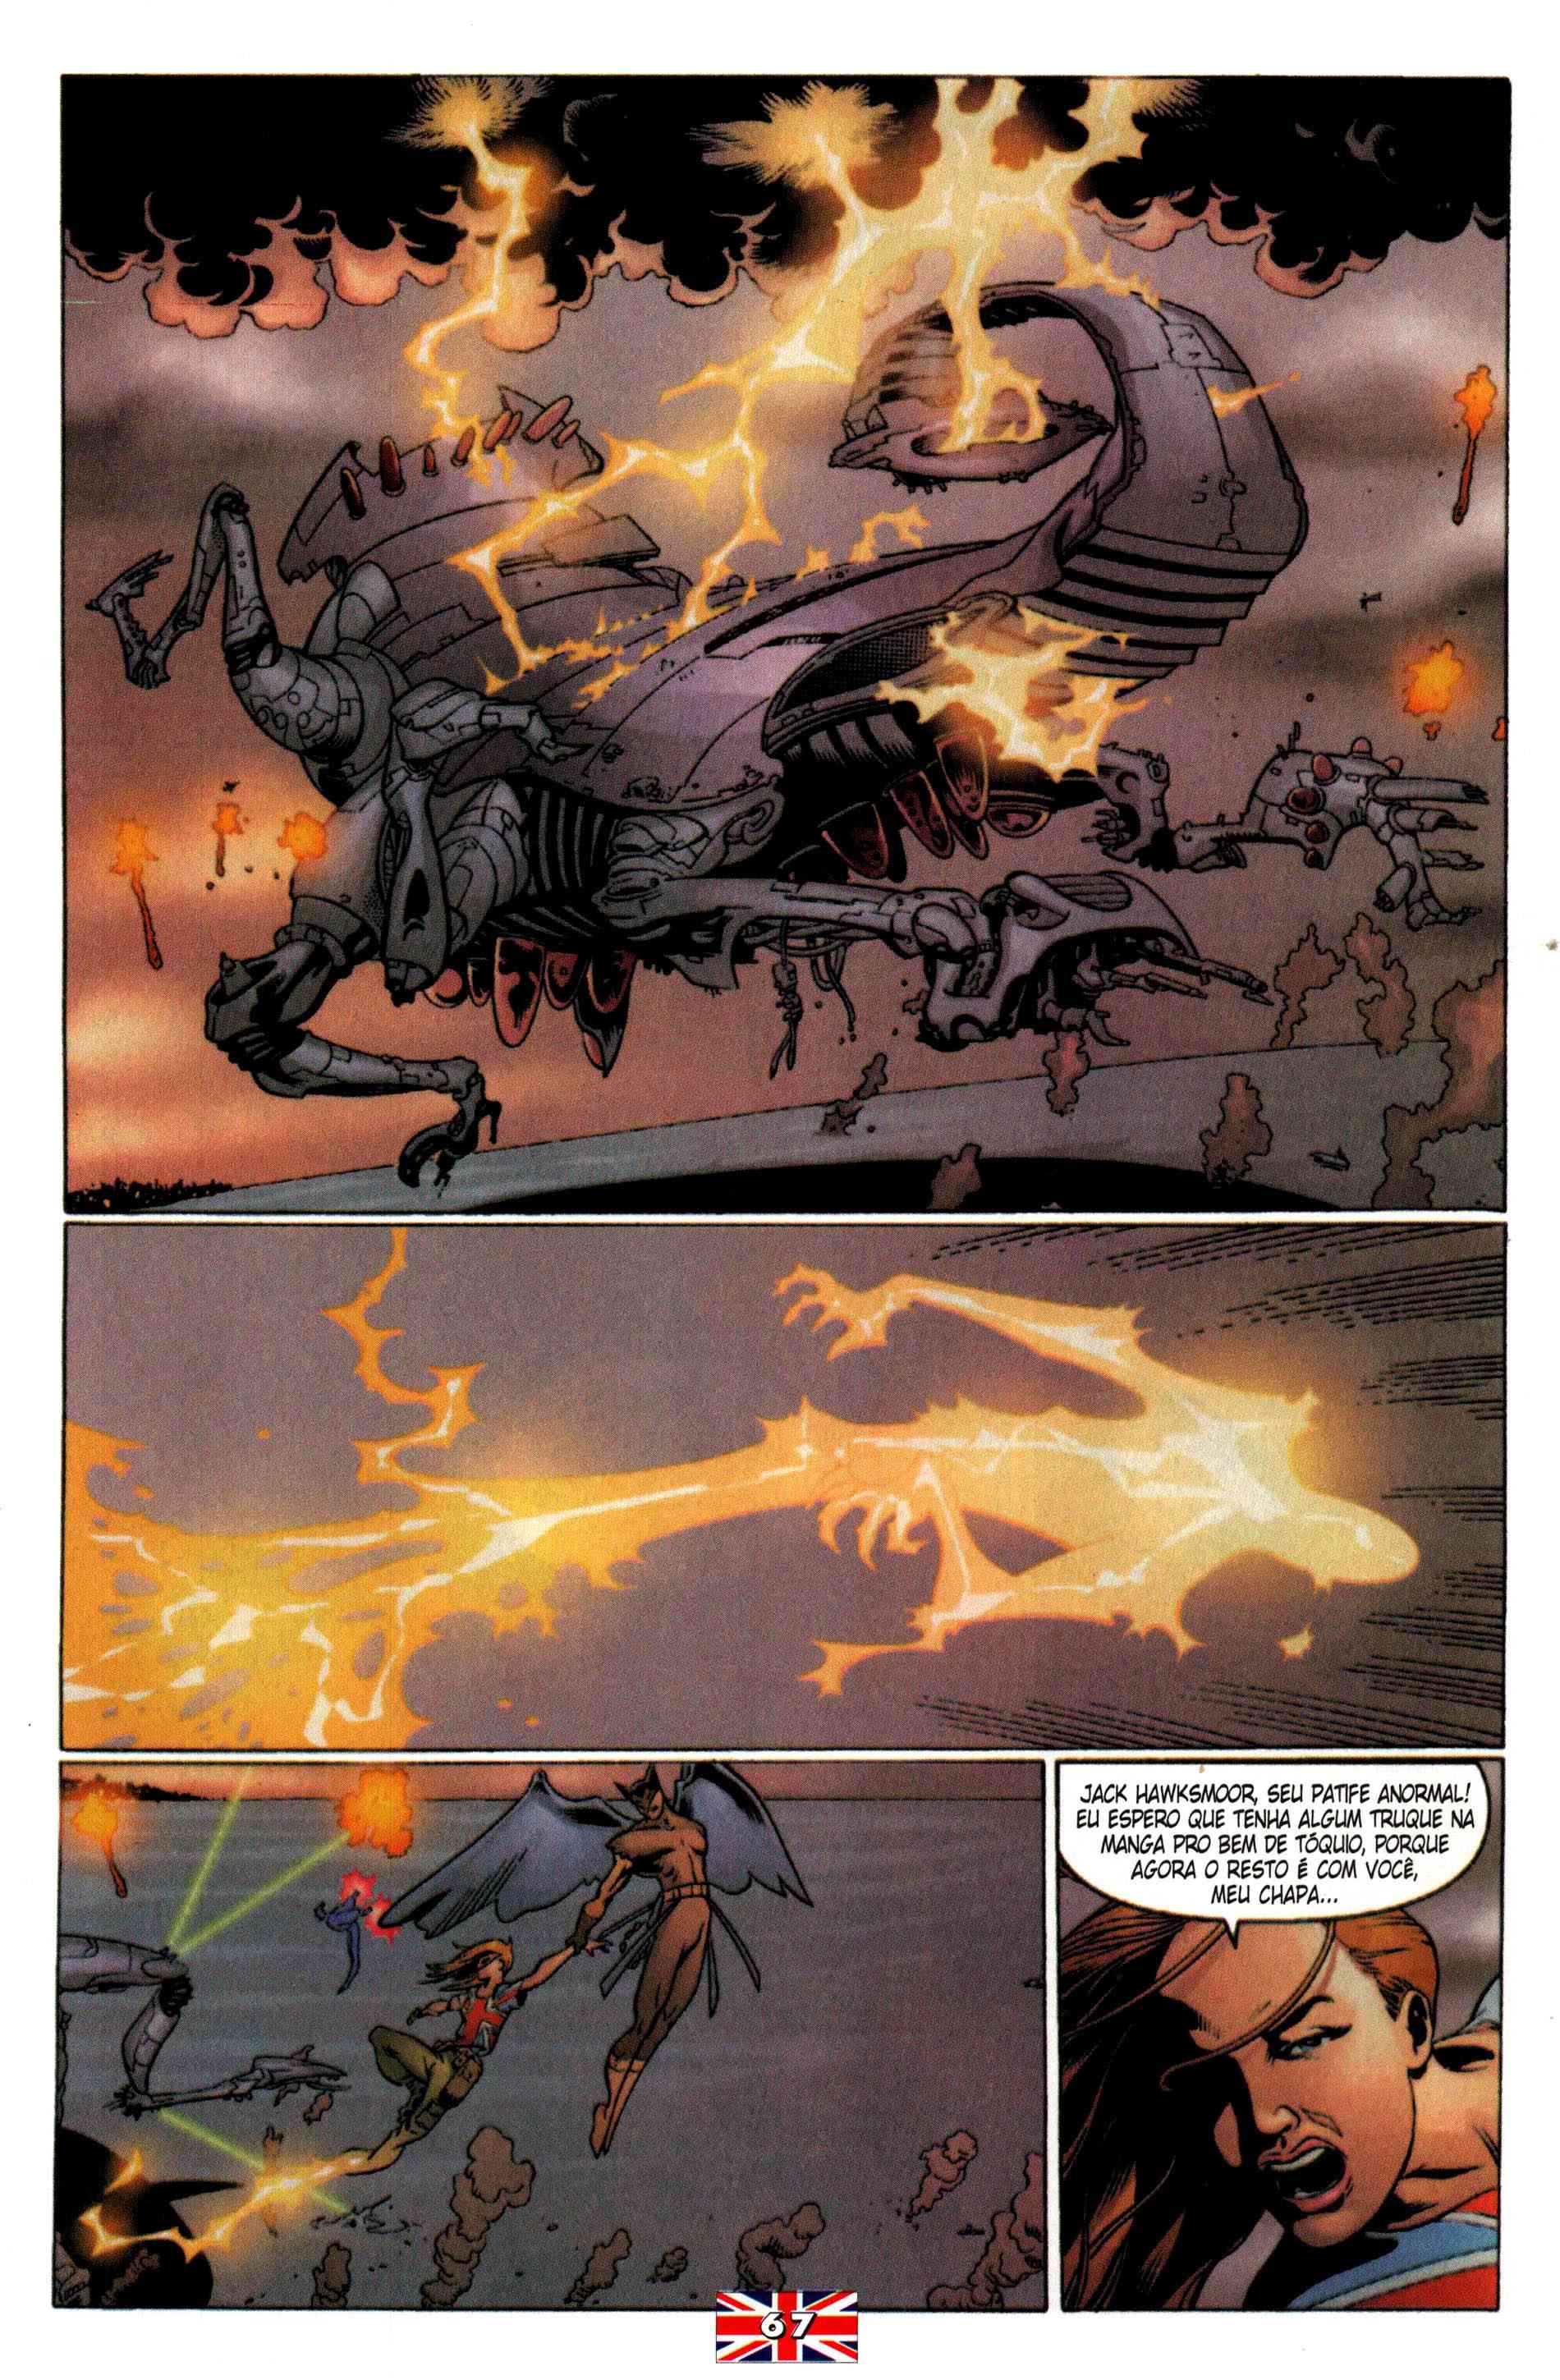 JACK HAWKSMOOR, SEU PATIFE ANORMAL!
EU ESPERO QUE TENHA ALGUM TRUQUE NA
MANGA PRO BEM DE TÓQUIO, PORQUE
AGORA O RESTO É COM VOCÊ,
MEU CHAPA...
67